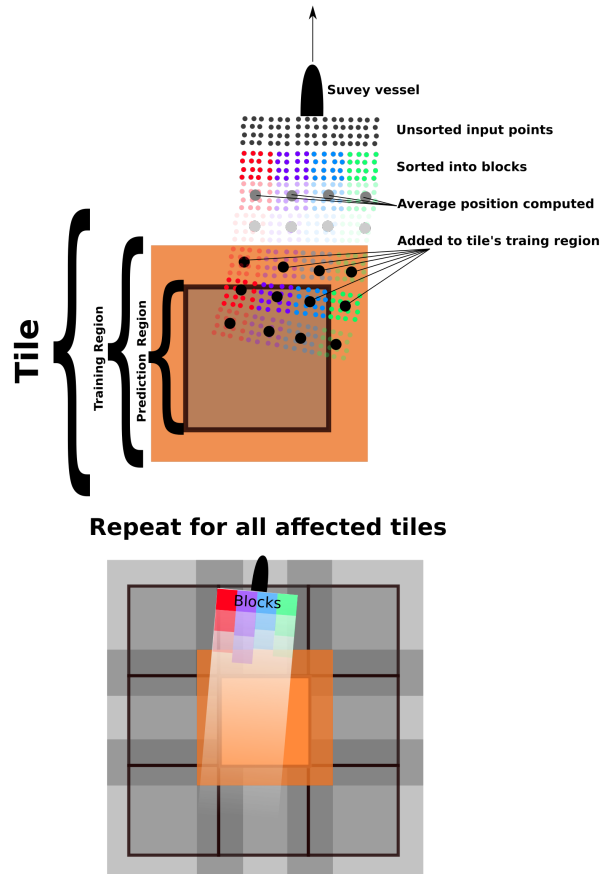 Suvey vessel
Unsorted input points
Sorted into blocks
Average position computed
Added to tile's traing region
Tile
Training Region
Prediction Region
Repeat for all affected tiles
Blocks